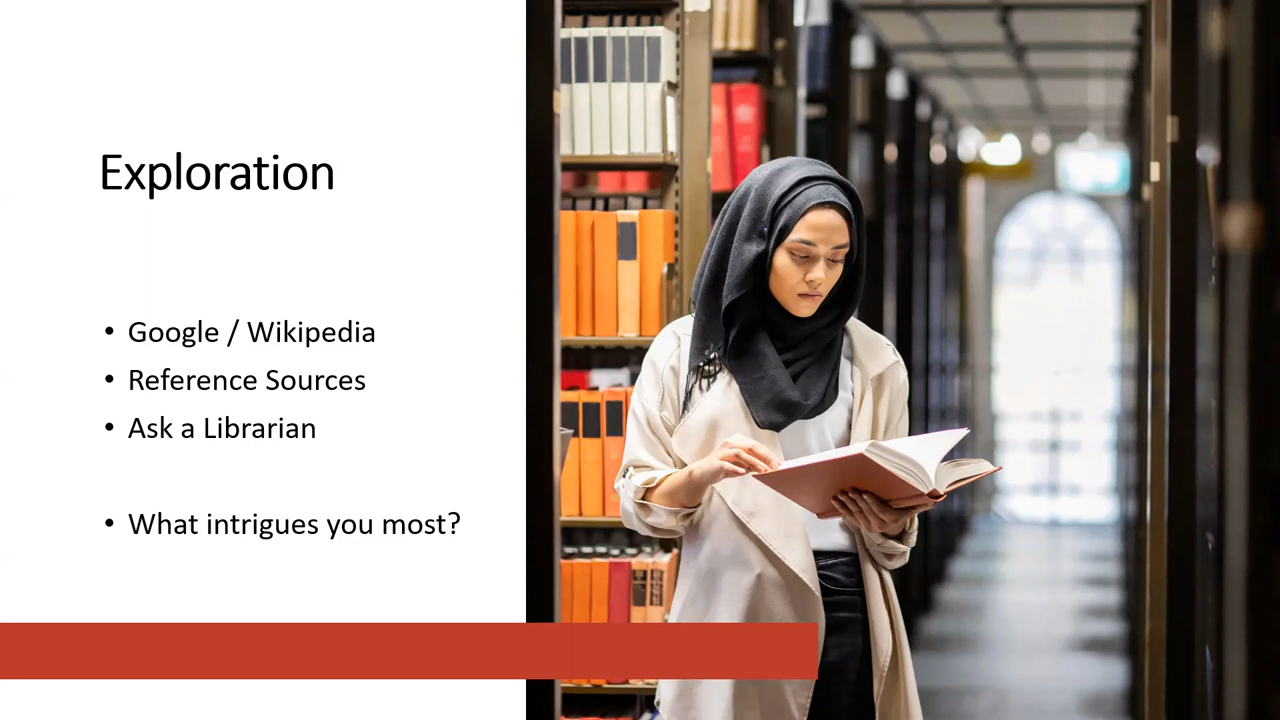 Exploration
• Google / Wikipedia
• Reference Sources
• Ask a Librarian
• What intrigues you most?